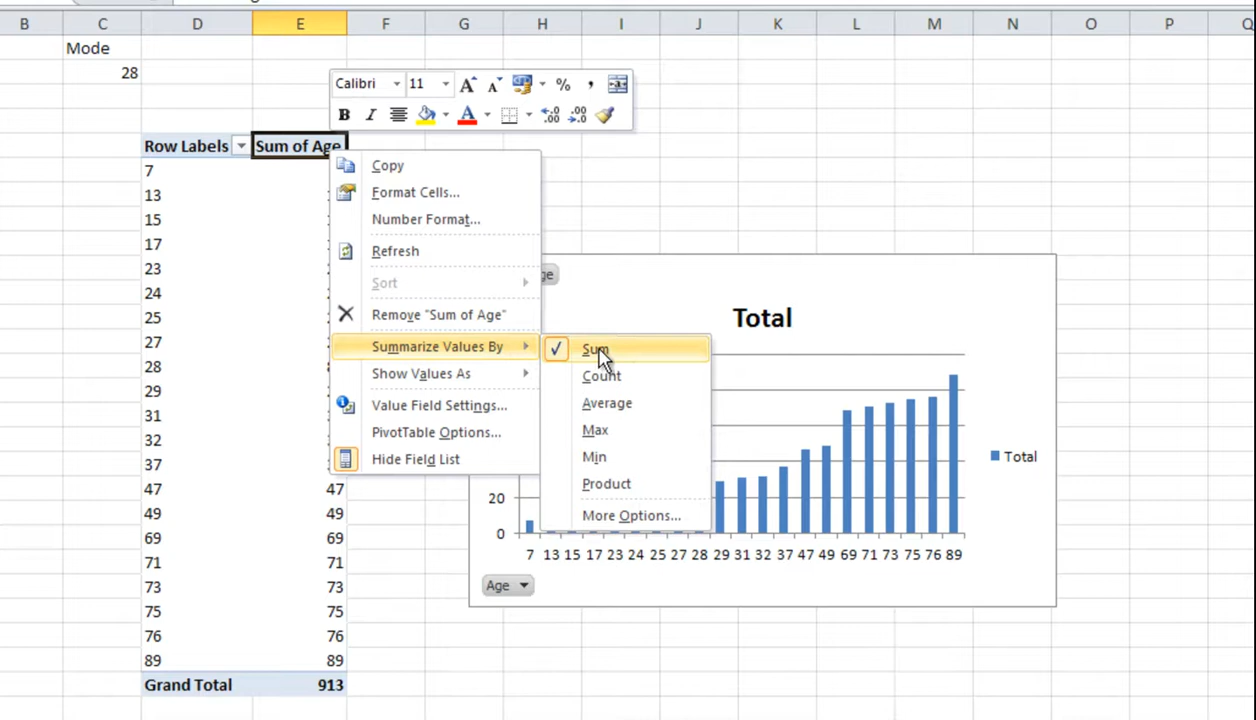 B C D E F G H I J K L M N O P Q
Mode
28
Calibri 11 A A % ,
B I A
Row Labels Sum of Age
7
13
15
17
23
24
25
27
28
29
31
32
37
47 47
49 49
69 69
71 71
73 73
75 75
76 76
89 89
Grand Total 913
Copy
Format Cells...
Number Format...
Refresh
Sort
Remove "Sum of Age"
Summarize Values By
Show Values As
Value Field Settings...
PivotTable Options...
Hide Field List
Sum
Count
Average
Max
Min
Product
More Options...
Total
Total
20
0
7 13 15 17 23 24 25 27 28 29 31 32 37 47 49 69 71 73 75 76 89
Age